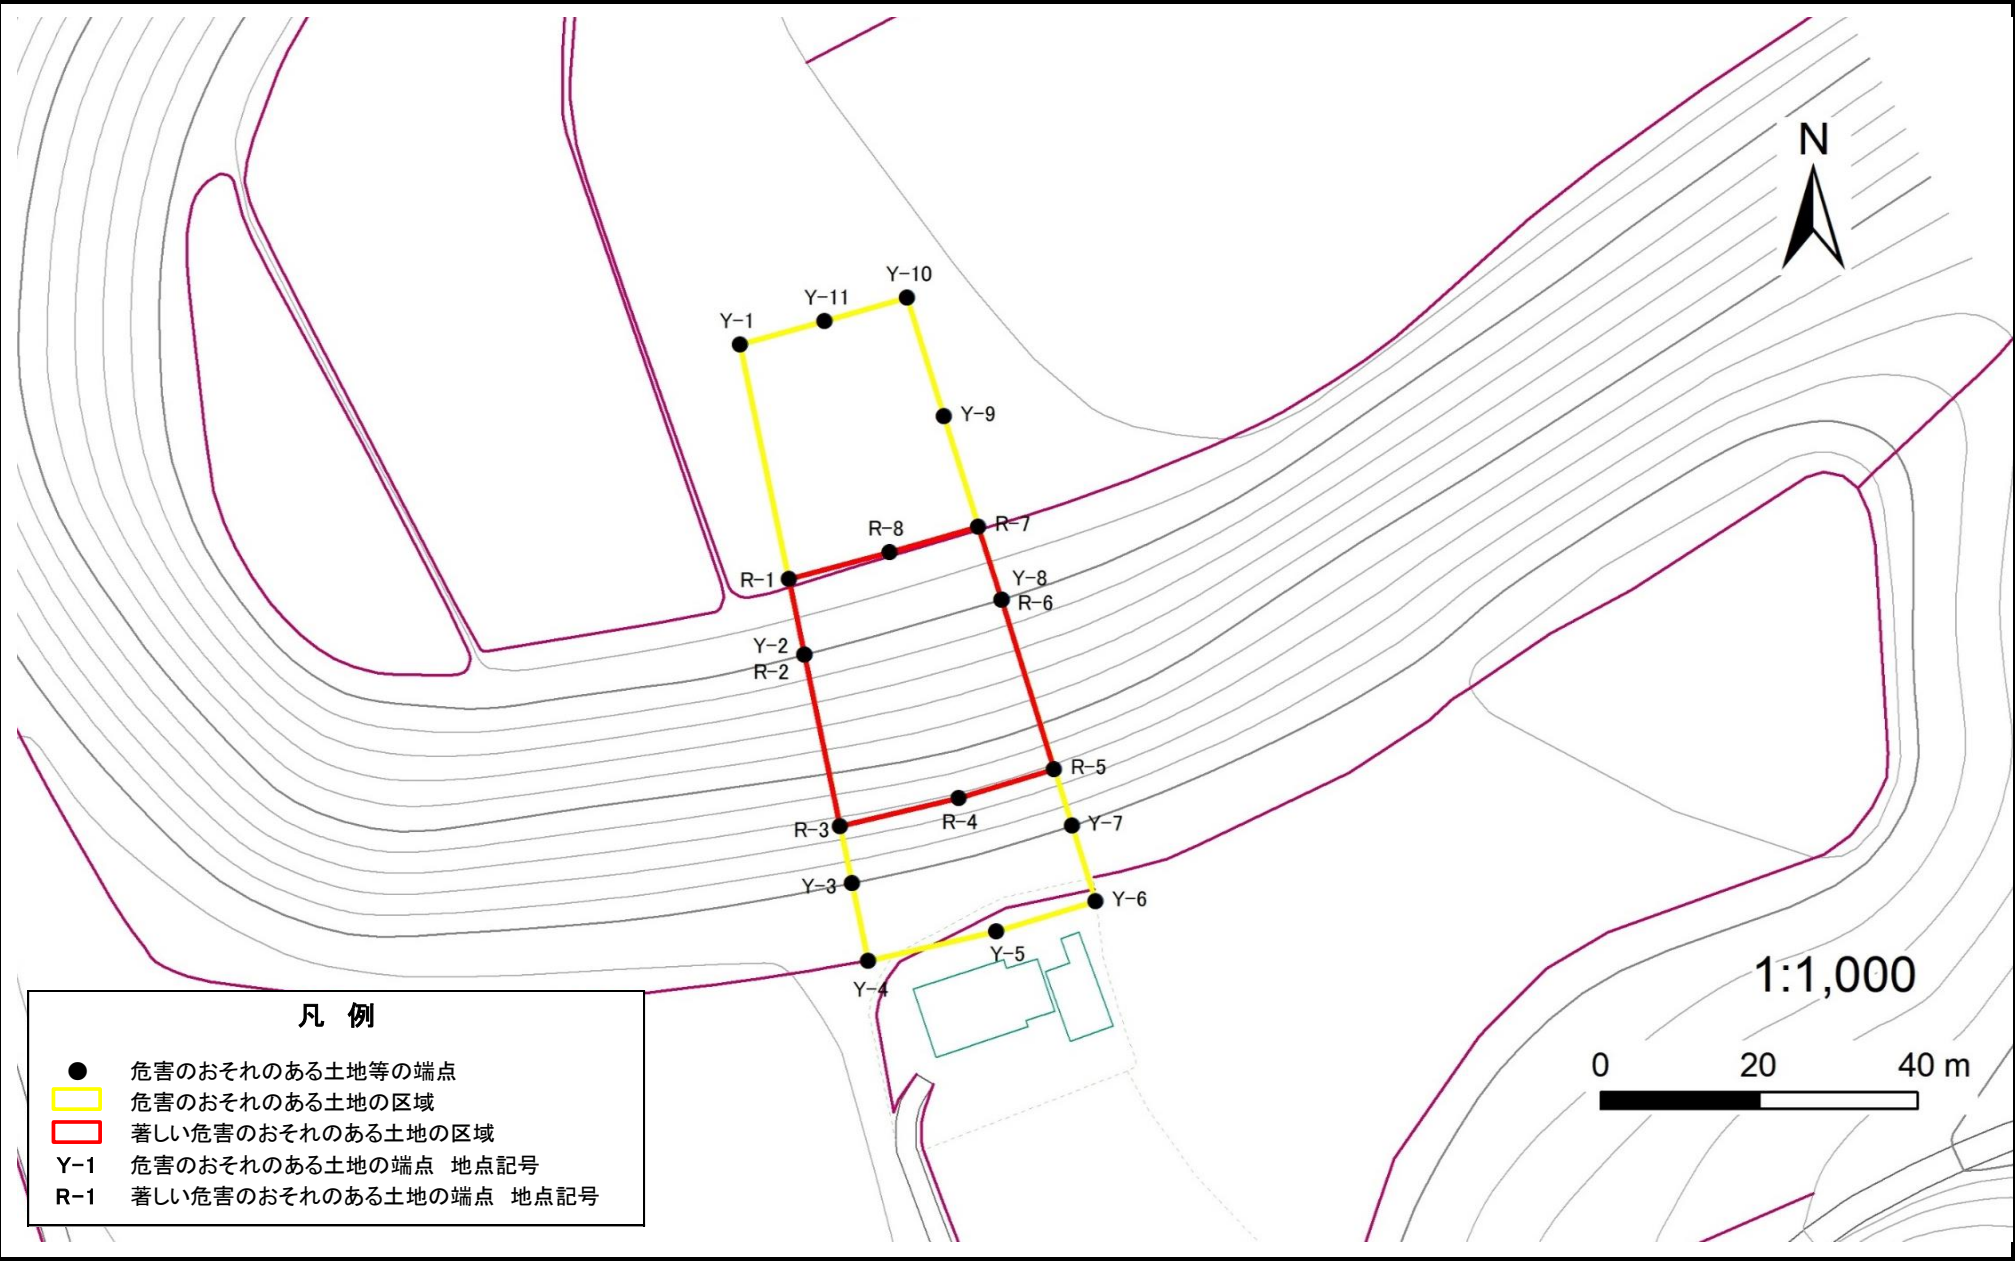 N
Y-10
Y-11
Y-1
Y-9
R-7
R-8
R-1
Y-8
R-6
Y-2
R-2
R-5
R-4
R-3
Y-7
Y-3
Y-6
Y-5
Y-4
1:1,000
0 20 40 m
凡 例
危害のおそれのある土地等の端点
危害のおそれのある土地の区域
著しい危害のおそれのある土地の区域
Y-1 危害のおそれのある土地の端点 地点記号
R-1 著しい危害のおそれのある土地の端点 地点記号